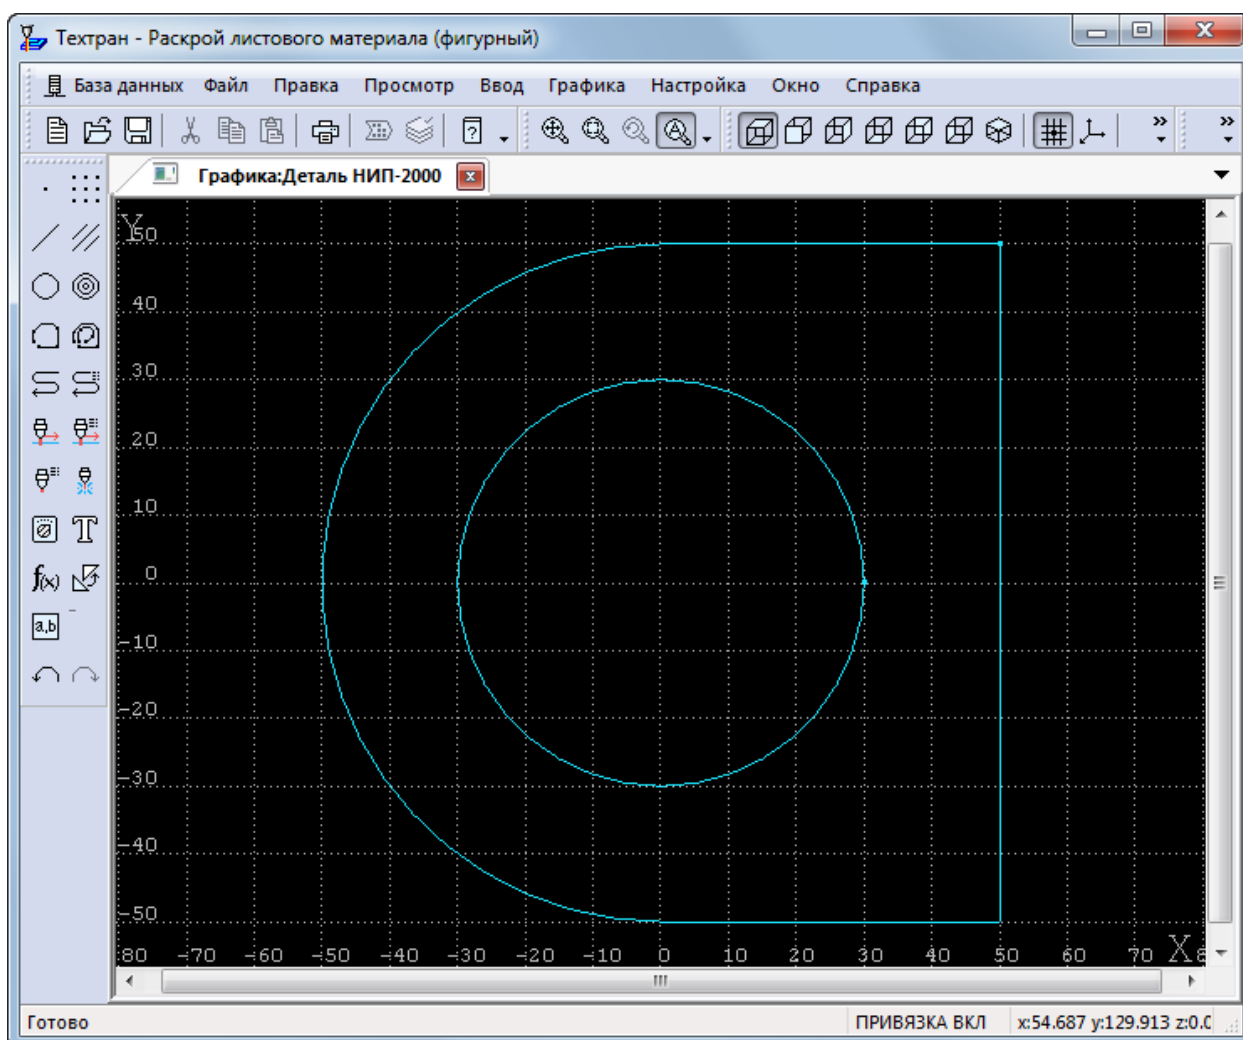 Техтран - Раскрой листового материала (фигурный)
База данных Файл Правка Просмотр Ввод Графика Настройка Окно Справка
Графика:Деталь НИП-2000
Y
50
40
30
20
10
0
-10
-20
-30
-40
-50
80 -70 -60 -50 -40 -30 -20 -10 0 10 20 30 40 50 60 70 X
T
f(x)
a,b
Готово ПРИВЯЗКА ВКЛ x:54.687 y:129.913 z:0.0